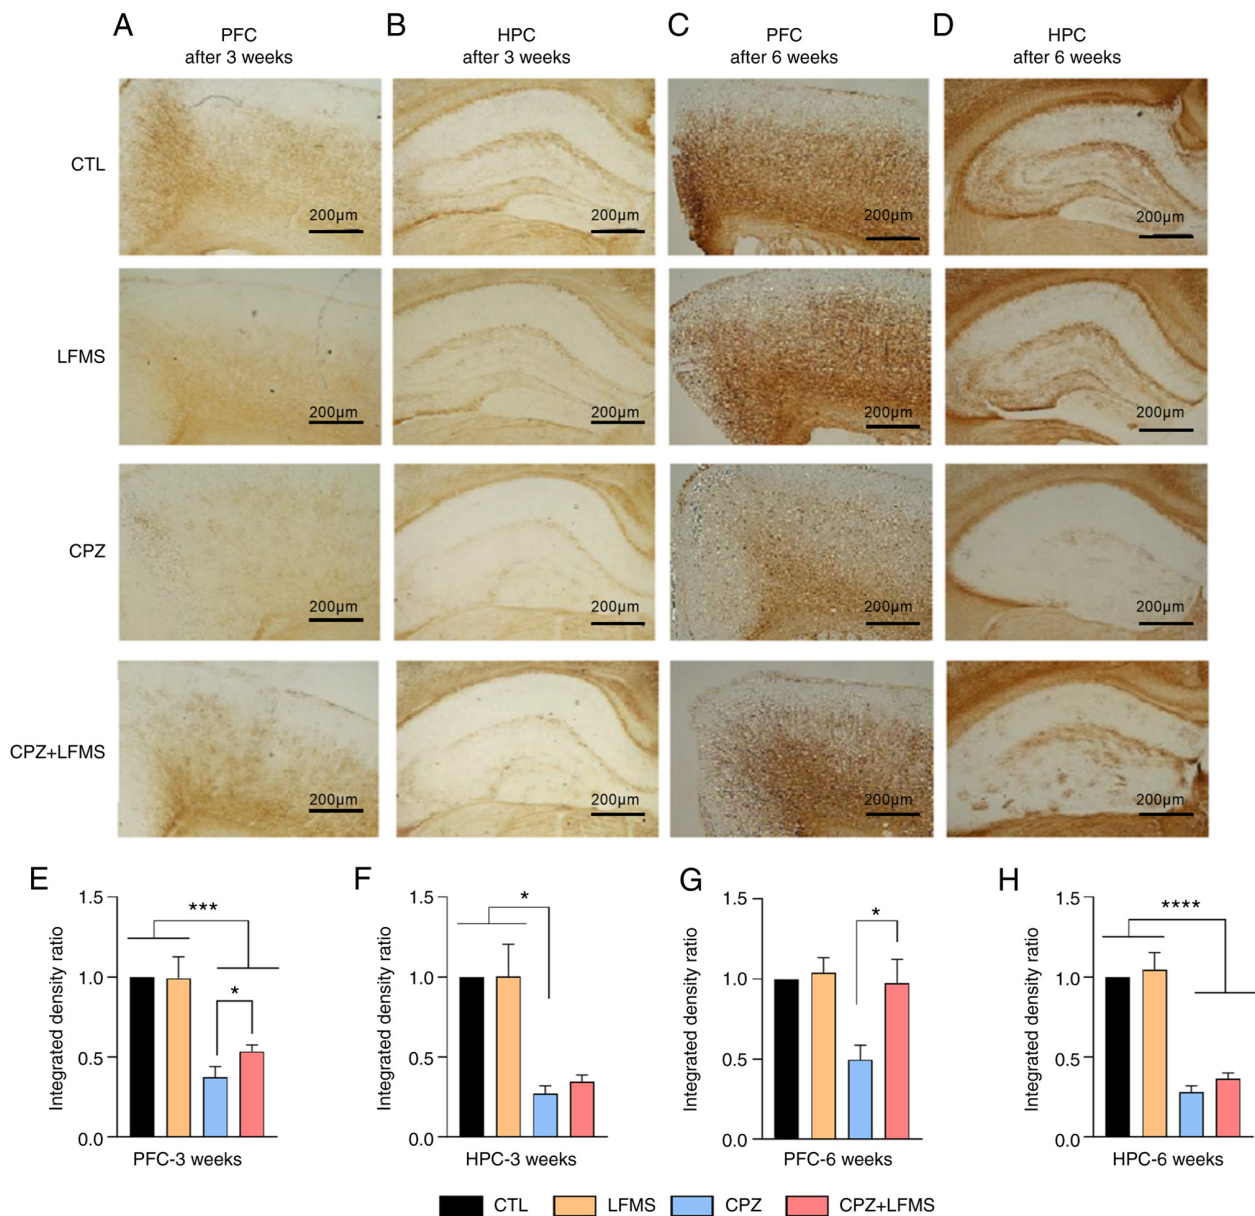 A
PFC
after 3 weeks
B
HPC
after 3 weeks
C
PFC
after 6 weeks
D
HPC
after 6 weeks
CTL
200μm
200μm
200μm
200μm
LFMS
200μm
200μm
200μm
200μm
CPZ
200μm
200μm
200μm
200μm
CPZ+LFMS
200μm
200μm
200μm
200μm
E
Integrated density ratio
1.5
1.0
0.5
0.0
***
*
PFC-3 weeks
F
Integrated density ratio
1.5
1.0
0.5
0.0
*
HPC-3 weeks
G
Integrated density ratio
1.5
1.0
0.5
0.0
*
PFC-6 weeks
H
Integrated density ratio
1.5
1.0
0.5
0.0
****
HPC-6 weeks
CTL
LFMS
CPZ
CPZ+LFMS